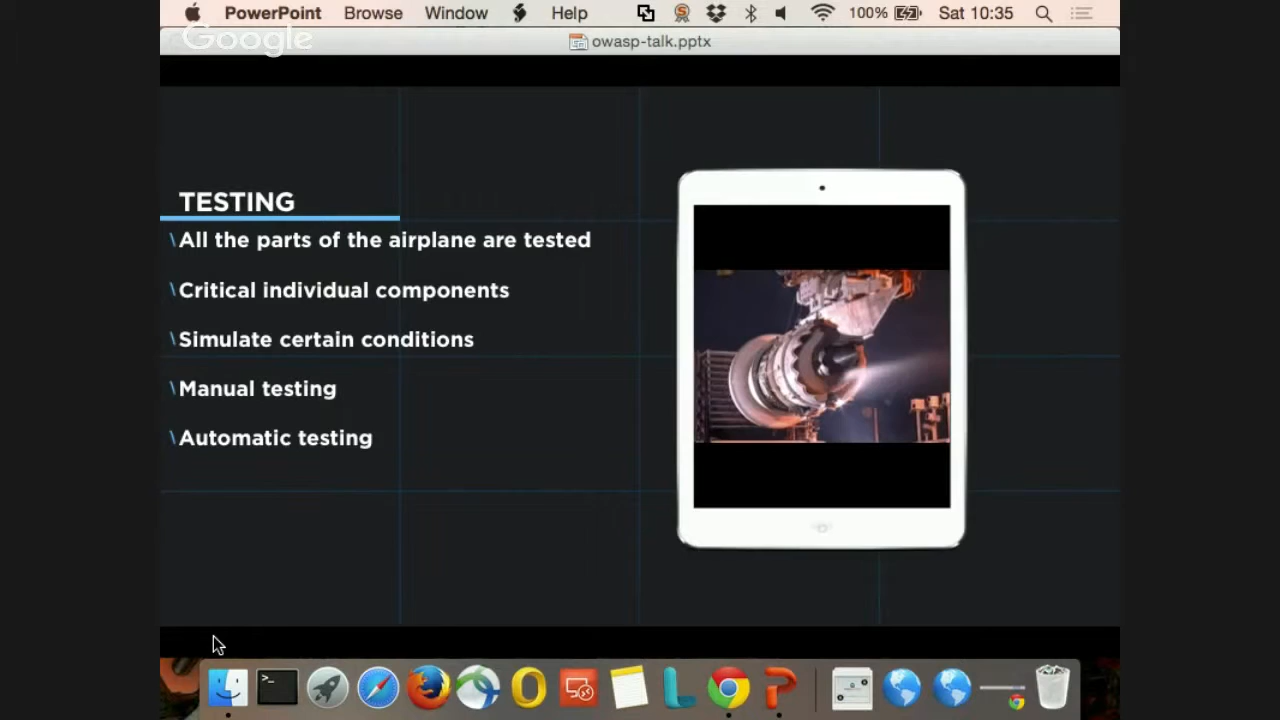 PowerPoint Browse Window Help 100% Sat 10:35
Google
owasp-talk.pptx
TESTING
\All the parts of the airplane are tested
\Critical individual components
\Simulate certain conditions
\Manual testing
\Automatic testing